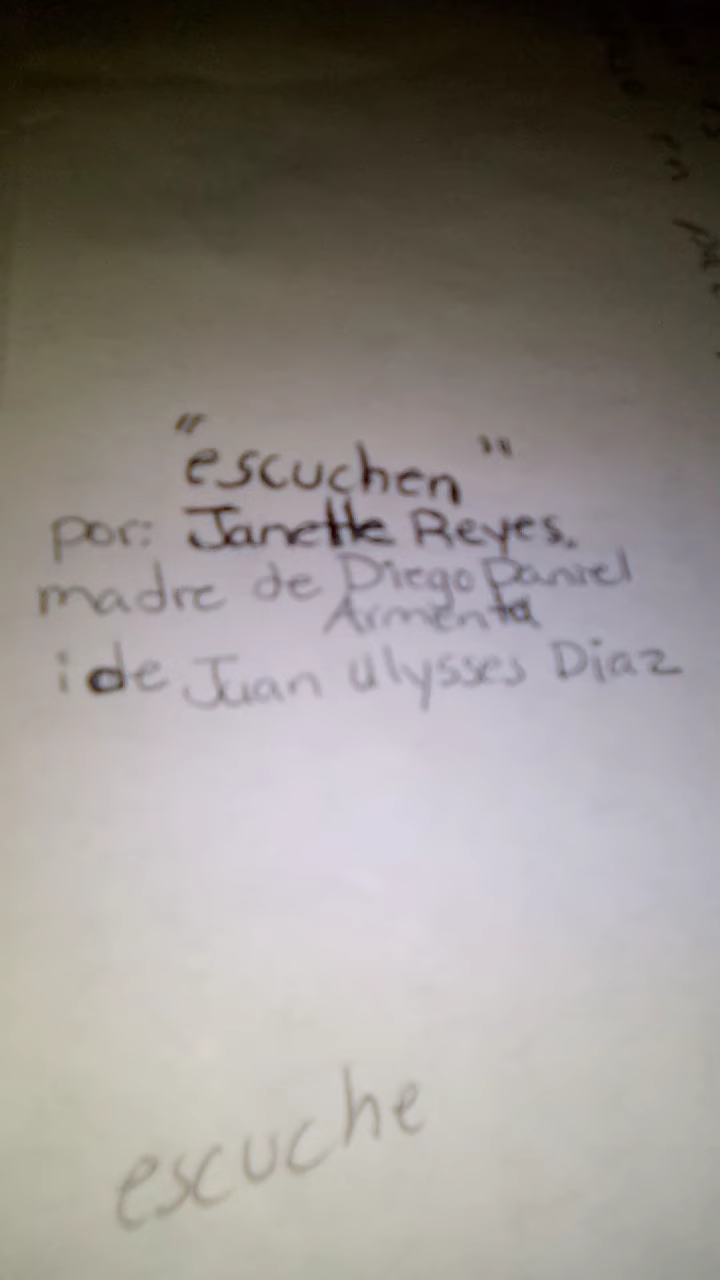 "escuchen"
por: Janette Reyes.
madre de Diego Daniel
Armenta
i de Juan Ulysses Diaz
escuche